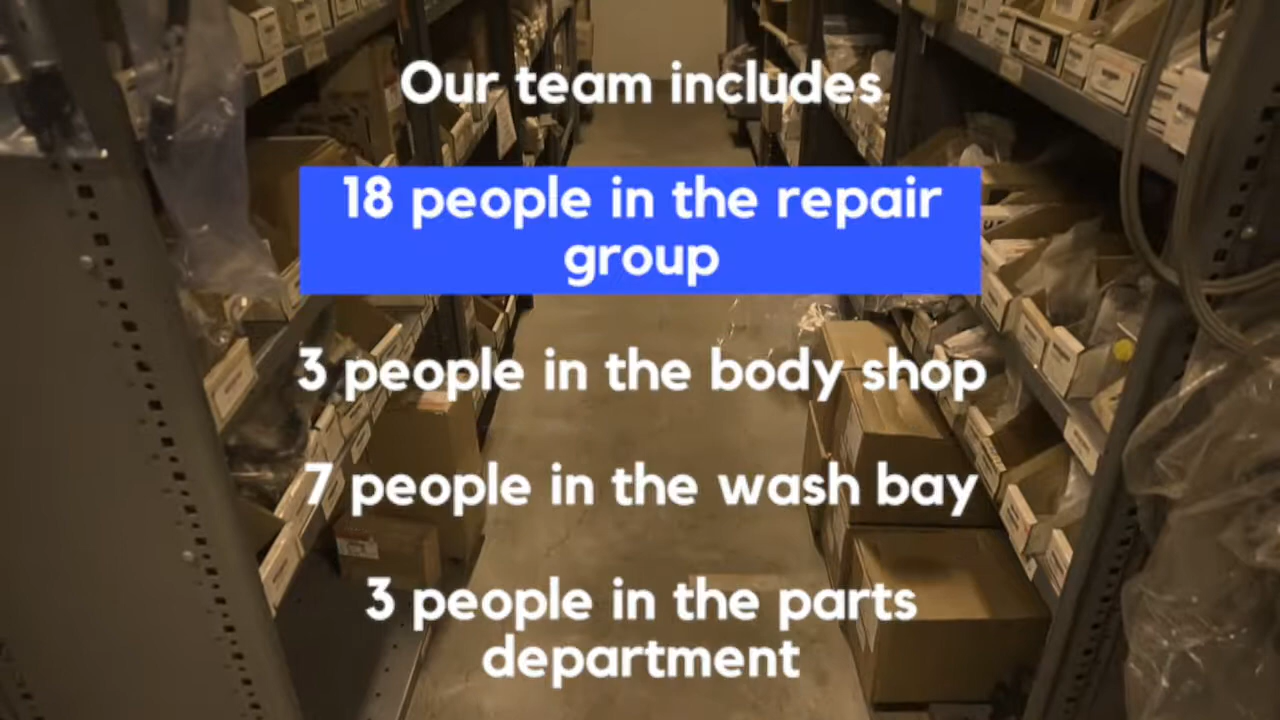 Our team includes
18 people in the repair
group
3 people in the body shop
7 people in the wash bay
3 people in the parts
department